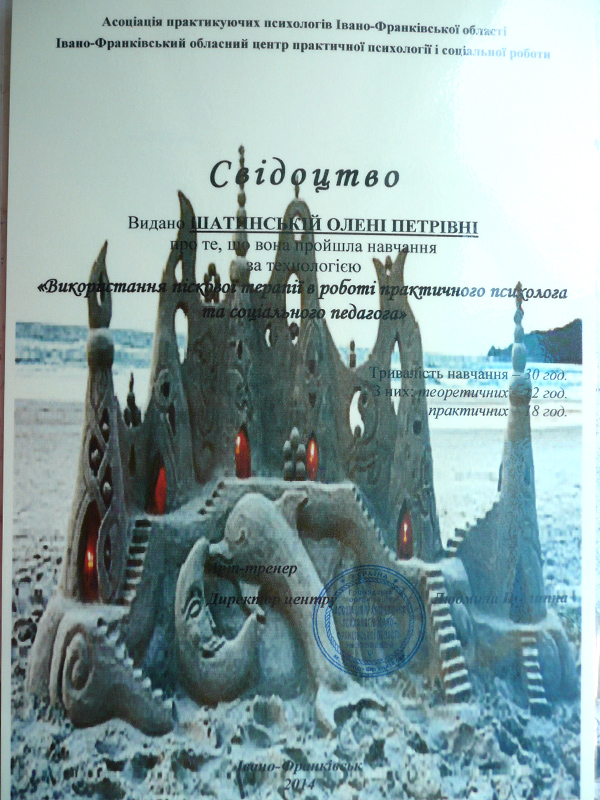 Асоціація практикуючих психологів Івано-Франківської області
Івано-Франківський обласний центр практичної психології і соціальної роботи
Свідоцтво
Видано ШАТИНСЬКІЙ ОЛЕНІ ПЕТРІВНІ
про те, що вона пройшла навчання
за технологією
«Використання піскової терапії в роботі практичного психолога
та соціального педагога»
Тривалість навчання – 30 год.
З них: теоретичних – 12 год.
практичних – 18 год.
Арт-тренер
Директор центру Людмила
Івано-Франківськ
2014